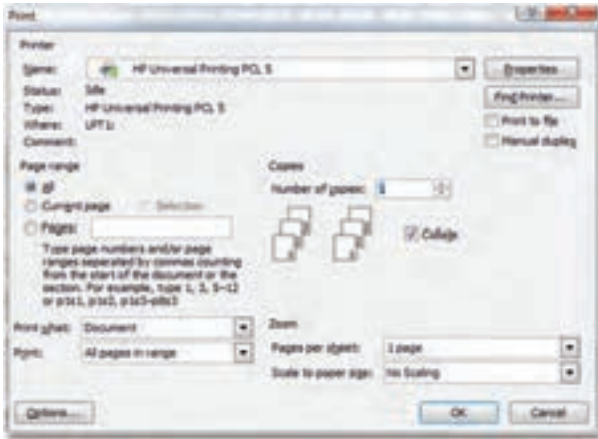 Print
Printer
Name: HP Universal Printing PCL 5 Properties
Status: Idle
Type: HP Universal Printing PCL 5 Find Printer...
Where: LPT1: Print to file
Comment: Manual duplex
Page range Copies
All Number of copies: 1
Current page Selection
Pages: Collate
Type page numbers and/or page
ranges separated by commas counting
from the start of the document or the
section. For example, type 1, 3, 5–12
or p1s1, p1s2, p1s3–p8s3
Print what: Document Zoom
Print: All pages in range Pages per sheet: 1 page
Scale to paper size: No Scaling
Options... OK Cancel